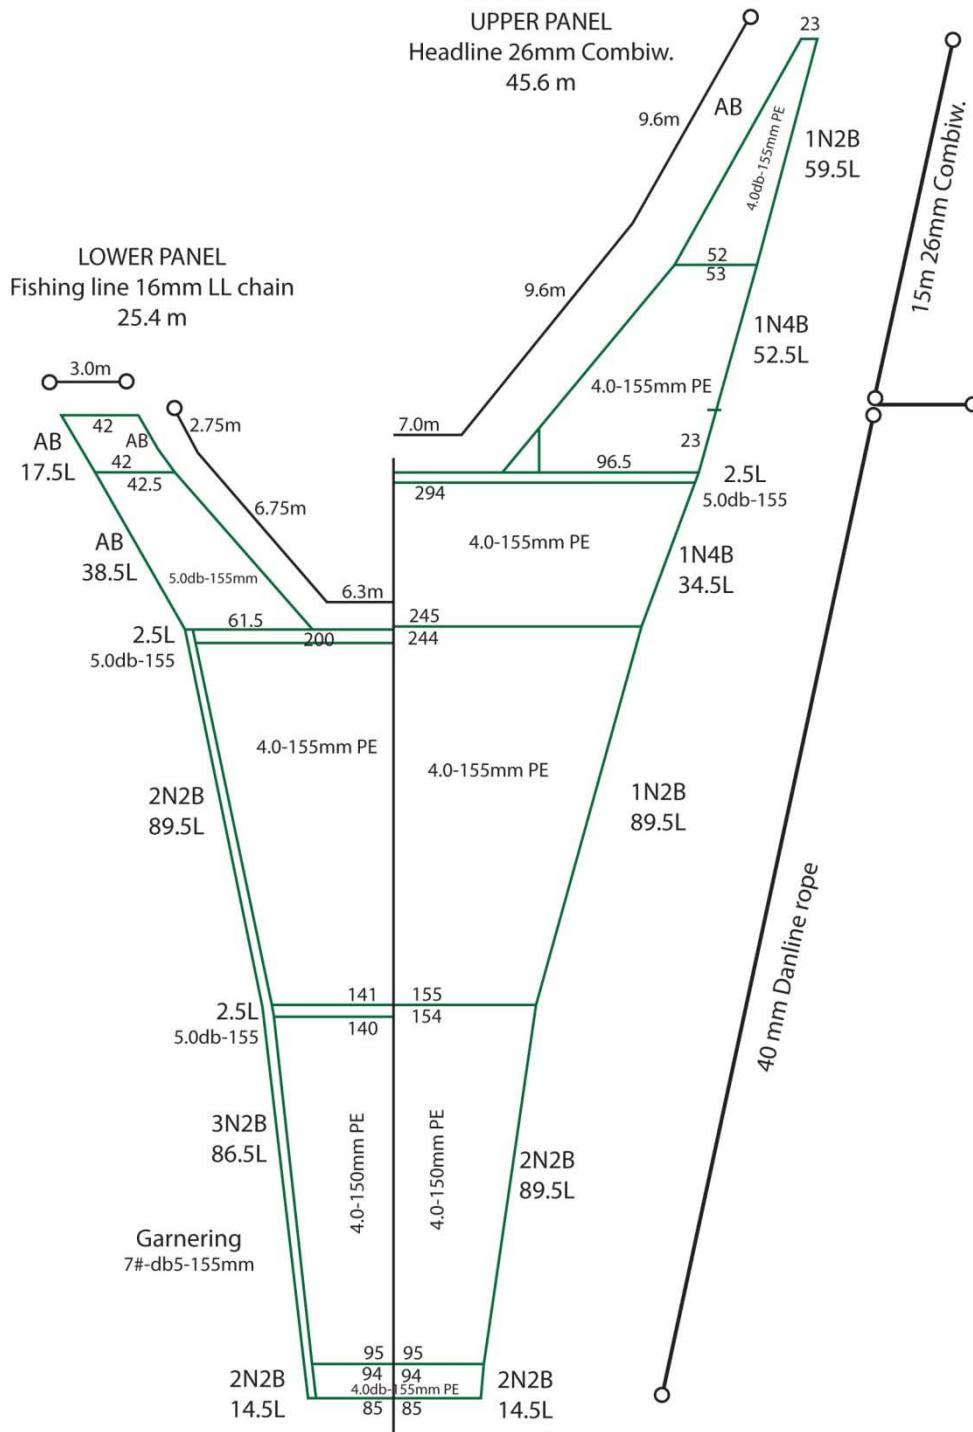 UPPER PANEL
Headline 26mm Combiw.
45.6 m
23
9.6m
AB
4.0db-155mm PE
1N2B
59.5L
15m 26mm Combiw.
LOWER PANEL
Fishing line 16mm LL chain
25.4 m
52
53
9.6m
1N4B
52.5L
3.0m
4.0-155mm PE
2.75m
7.0m
42
AB
AB
17.5L
23
42
42.5
96.5
2.5L
5.0db-155
294
6.75m
4.0-155mm PE
AB
38.5L
1N4B
34.5L
5.0db-155mm
6.3m
61.5
245
2.5L
5.0db-155
200
244
4.0-155mm PE
4.0-155mm PE
2N2B
89.5L
1N2B
89.5L
40 mm Danline rope
141
155
2.5L
5.0db-155
140
154
3N2B
86.5L
4.0-150mm PE
4.0-150mm PE
2N2B
89.5L
Garnering
7#-db5-155mm
95
95
94
94
2N2B
14.5L
4.0db-155mm PE
2N2B
14.5L
85
85